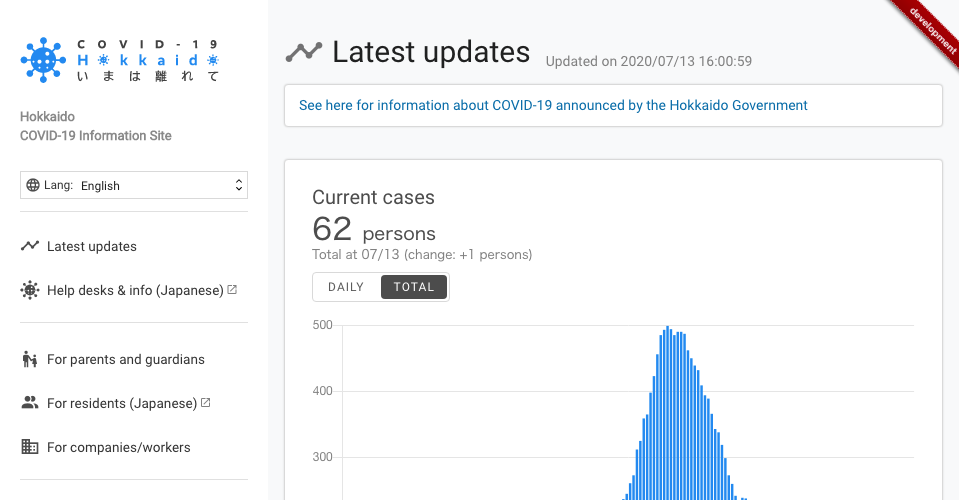 COVID-19
Hokkaido
いまは離れて
Hokkaido
COVID-19 Information Site
Lang: English
Latest updates
Help desks & info (Japanese)
For parents and guardians
For residents (Japanese)
For companies/workers
development
Latest updates Updated on 2020/07/13 16:00:59
See here for information about COVID-19 announced by the Hokkaido Government
Current cases
62 persons
Total at 07/13 (change: +1 persons)
DAILY TOTAL
500
400
300